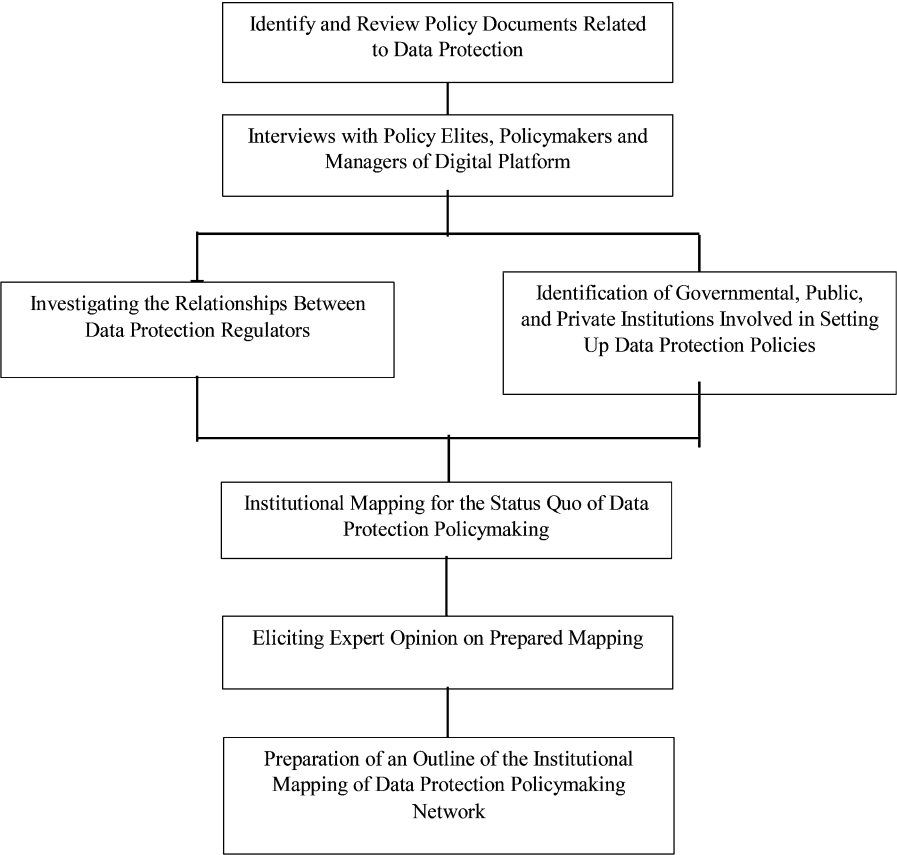 Identify and Review Policy Documents Related
to Data Protection
Interviews with Policy Elites, Policymakers and
Managers of Digital Platform
Investigating the Relationships Between
Data Protection Regulators
Identification of Governmental, Public,
and Private Institutions Involved in Setting
Up Data Protection Policies
Institutional Mapping for the Status Quo of Data
Protection Policymaking
Eliciting Expert Opinion on Prepared Mapping
Preparation of an Outline of the Institutional
Mapping of Data Protection Policymaking
Network